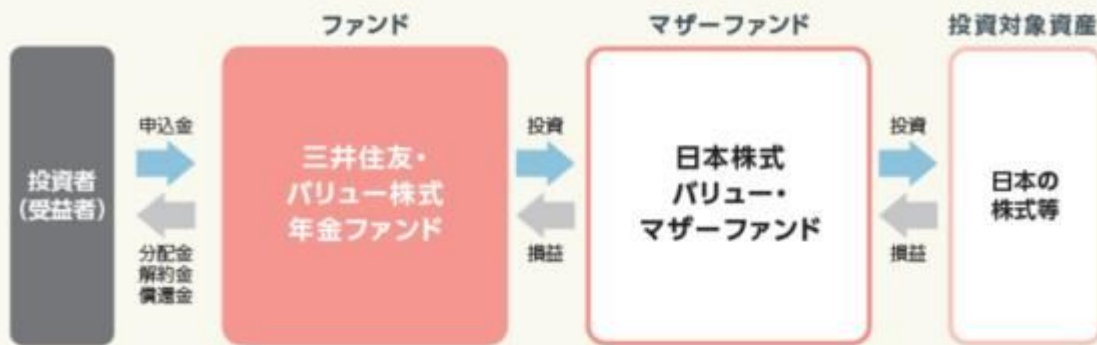 ファンド
マザーファンド
投資対象資産
投資者
(受益者)
申込金
分配金
解約金
償還金
三井住友・
バリュー株式
年金ファンド
投資
損益
日本株式
バリュー・
マザーファンド
投資
損益
日本の
株式等